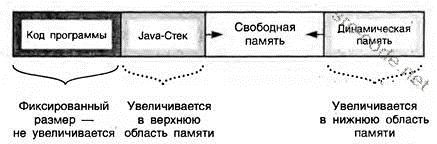 Код программы
Java-Стек
Свободная
память
Динамическая
память
Фиксированный
размер —
не увеличивается
Увеличивается
в верхнюю
область памяти
Увеличивается
в нижнюю область
памяти